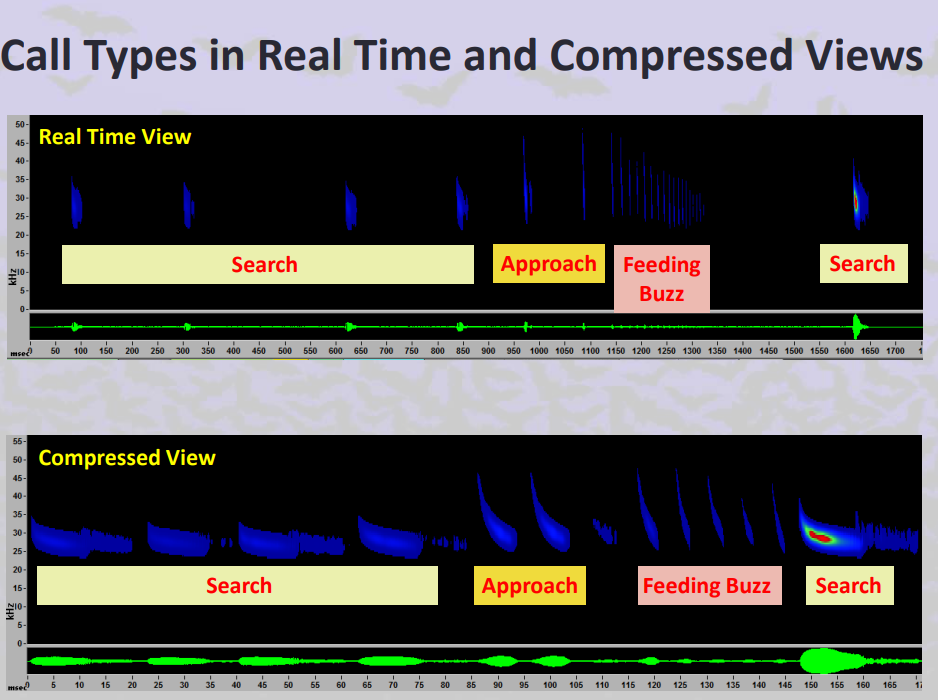 Call Types in Real Time and Compressed Views
50
Real Time View
45
40
35
30
25
20
15
kHz
10
5
0
Search
Approach
Feeding
Buzz
Search
msec 0 50 100 150 200 250 300 350 400 450 500 550 600 650 700 750 800 850 900 950 1000 1050 1100 1150 1200 1250 1300 1350 1400 1450 1500 1550 1600 1650 1700
55
Compressed View
50
45
40
35
30
25
20
15
kHz
10
5
0
Search
Approach
Feeding Buzz
Search
msec 0 5 10 15 20 25 30 35 40 45 50 55 60 65 70 75 80 85 90 95 100 105 110 115 120 125 130 135 140 145 150 155 160 165